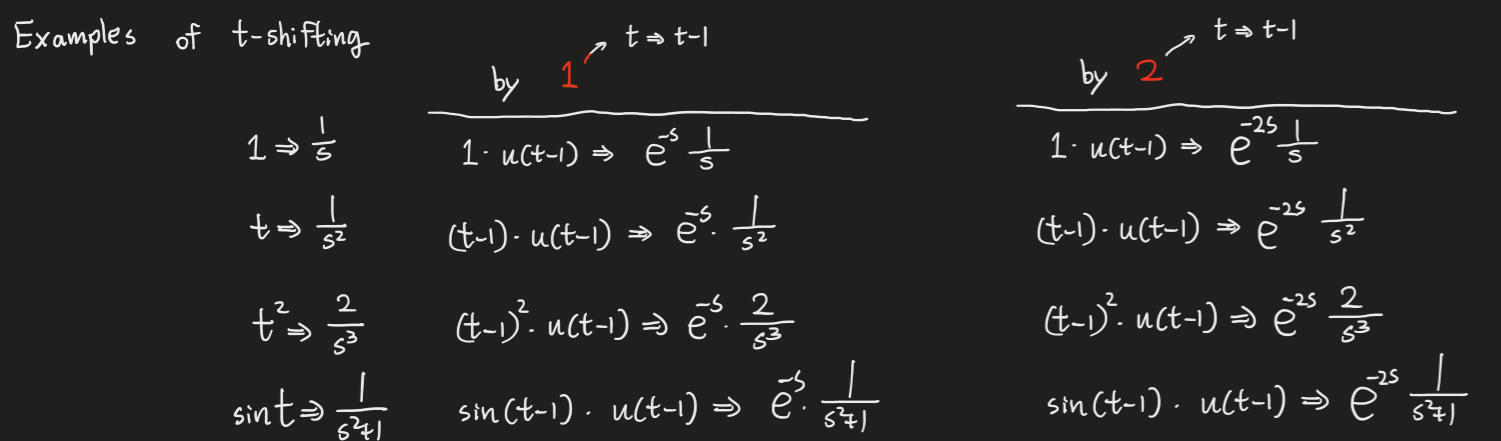 Examples of t-shifting
by 1 t ⇒ t-1
by 2 t ⇒ t-1
1 ⇒ 1/s    1· u(t-1) ⇒ e^{-s} 1/s    1· u(t-1) ⇒ e^{-2s} 1/s
t ⇒ 1/s²    (t-1)· u(t-1) ⇒ e^{-s}· 1/s²    (t-1)· u(t-1) ⇒ e^{-2s} 1/s²
t² ⇒ 2/s³    (t-1)²· u(t-1) ⇒ e^{-s}· 2/s³    (t-1)²· u(t-1) ⇒ e^{-2s} 2/s³
sin t ⇒ 1/(s²+1)    sin(t-1) · u(t-1) ⇒ e^{-s}· 1/(s²+1)    sin(t-1) · u(t-1) ⇒ e^{-2s} 1/(s²+1)